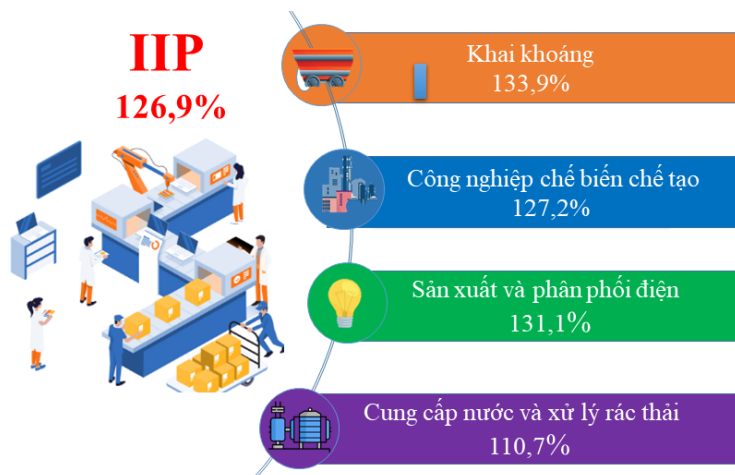 IIP
126,9%
Khai khoáng
133,9%
Công nghiệp chế biến chế tạo
127,2%
Sản xuất và phân phối điện
131,1%
Cung cấp nước và xử lý rác thải
110,7%